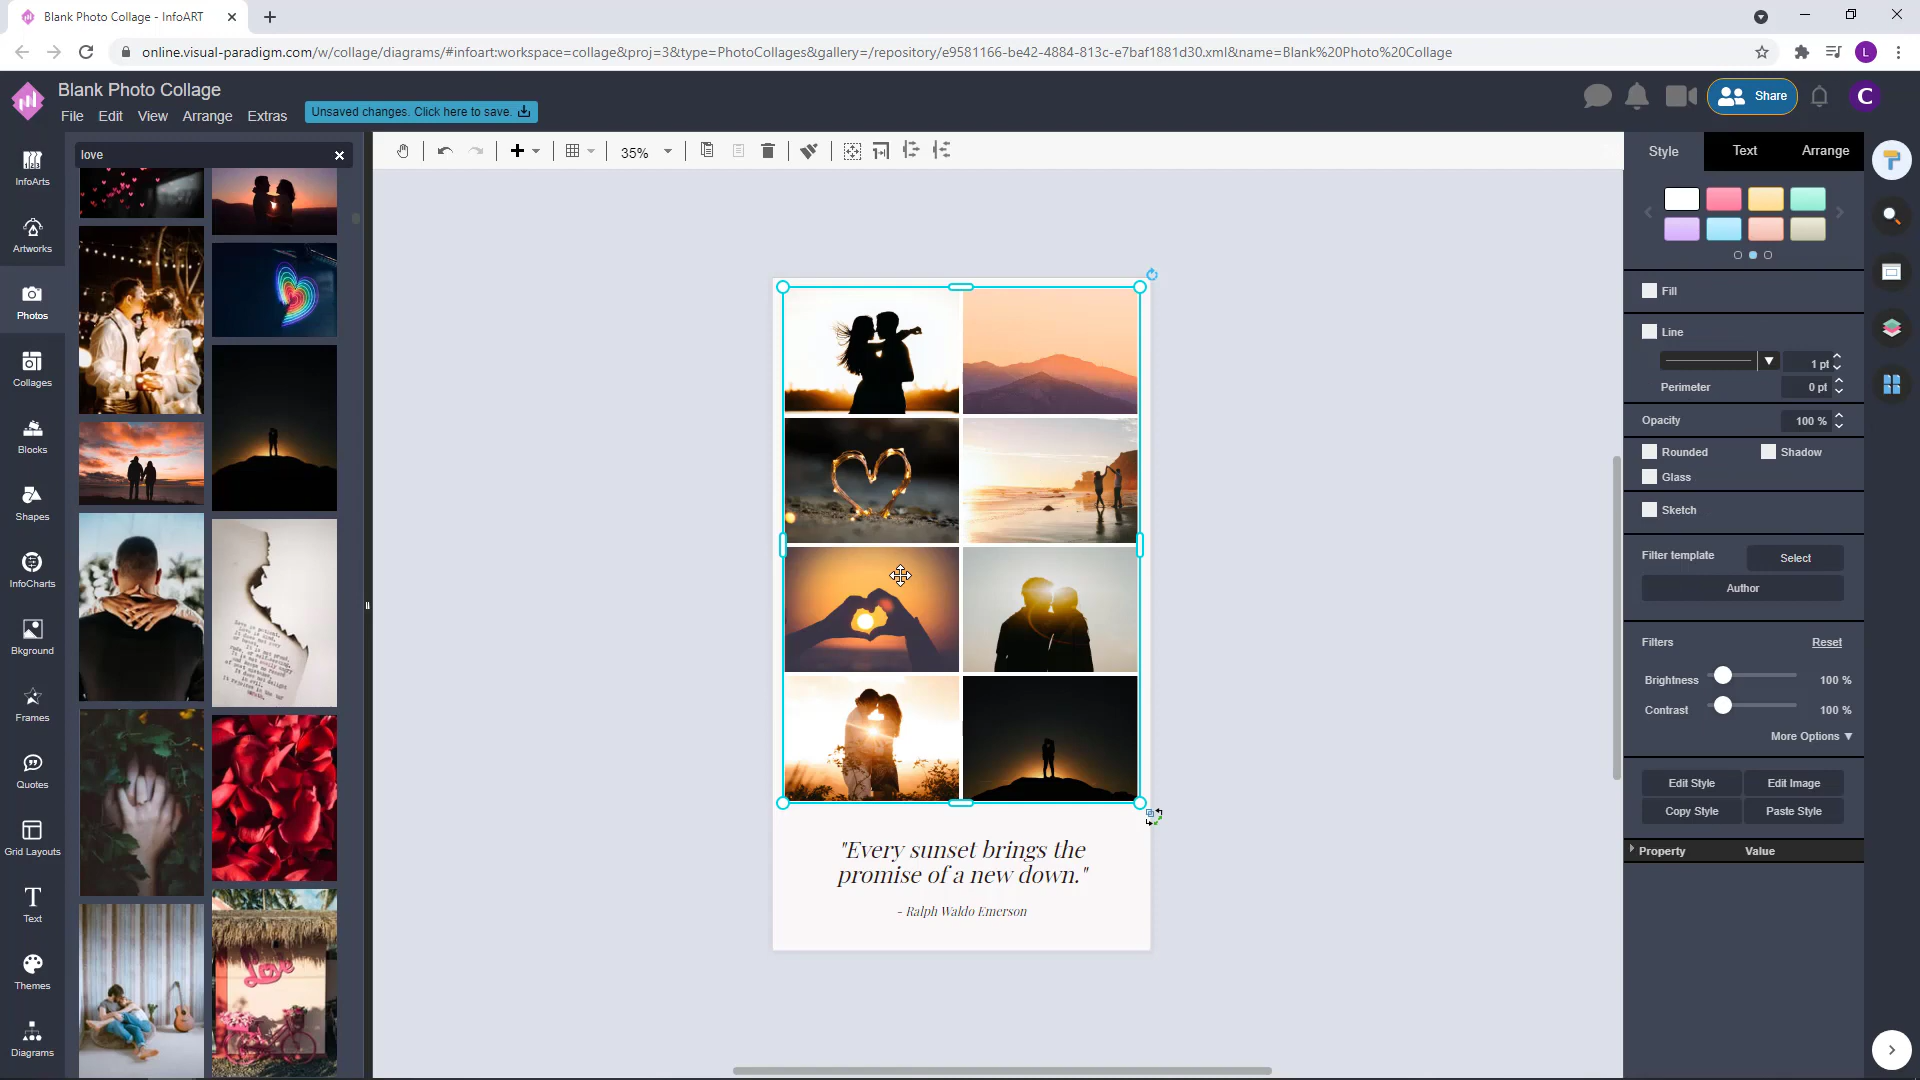 Blank Photo Collage - InfoART
online.visual-paradigm.com/w/collage/diagrams/#infoart:workspace=collage&proj=3&type=PhotoCollages&gallery=/repository/e9581166-be42-4884-813c-e7baf1881d30.xml&name=Blank%20Photo%20Collage
L
Blank Photo Collage
File Edit View Arrange Extras
Unsaved changes. Click here to save.
Share
C
InfoArts
Artworks
Photos
Collages
Blocks
Shapes
InfoCharts
Bkground
Frames
Quotes
Grid Layouts
Text
Themes
Diagrams
love
Love
35%
"Every sunset brings the
promise of a new down."
- Ralph Waldo Emerson
Style Text Arrange
Fill
Line
1 pt
Perimeter 0 pt
Opacity 100 %
Rounded Shadow
Glass
Sketch
Filter template Select
Author
Filters Reset
Brightness 100 %
Contrast 100 %
More Options
Edit Style Edit Image
Copy Style Paste Style
Property Value